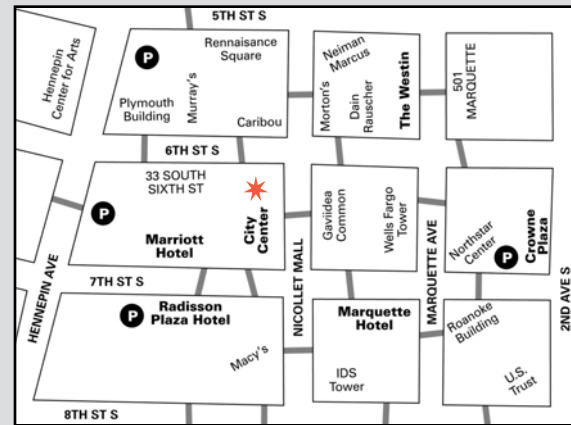 5TH ST S
Hennepin
Center for Arts
P
Rennaisance
Square
Murray's
Plymouth
Building
Caribou
Neiman
Marcus
Morton's
Dain
Rauscher
The Westin
501
MARQUETTE
6TH ST S
33 SOUTH
SIXTH ST
P
Marriott
Hotel
City
Center
Gaviidea
Common
Wells Fargo
Tower
Northstar
Center
P
Crowne
Plaza
HENNEPIN AVE
7TH ST S
NICOLLET MALL
MARQUETTE AVE
2ND AVE S
P
Radisson
Plaza Hotel
Macy's
Marquette
Hotel
IDS
Tower
Roanoke
Building
U.S.
Trust
8TH ST S